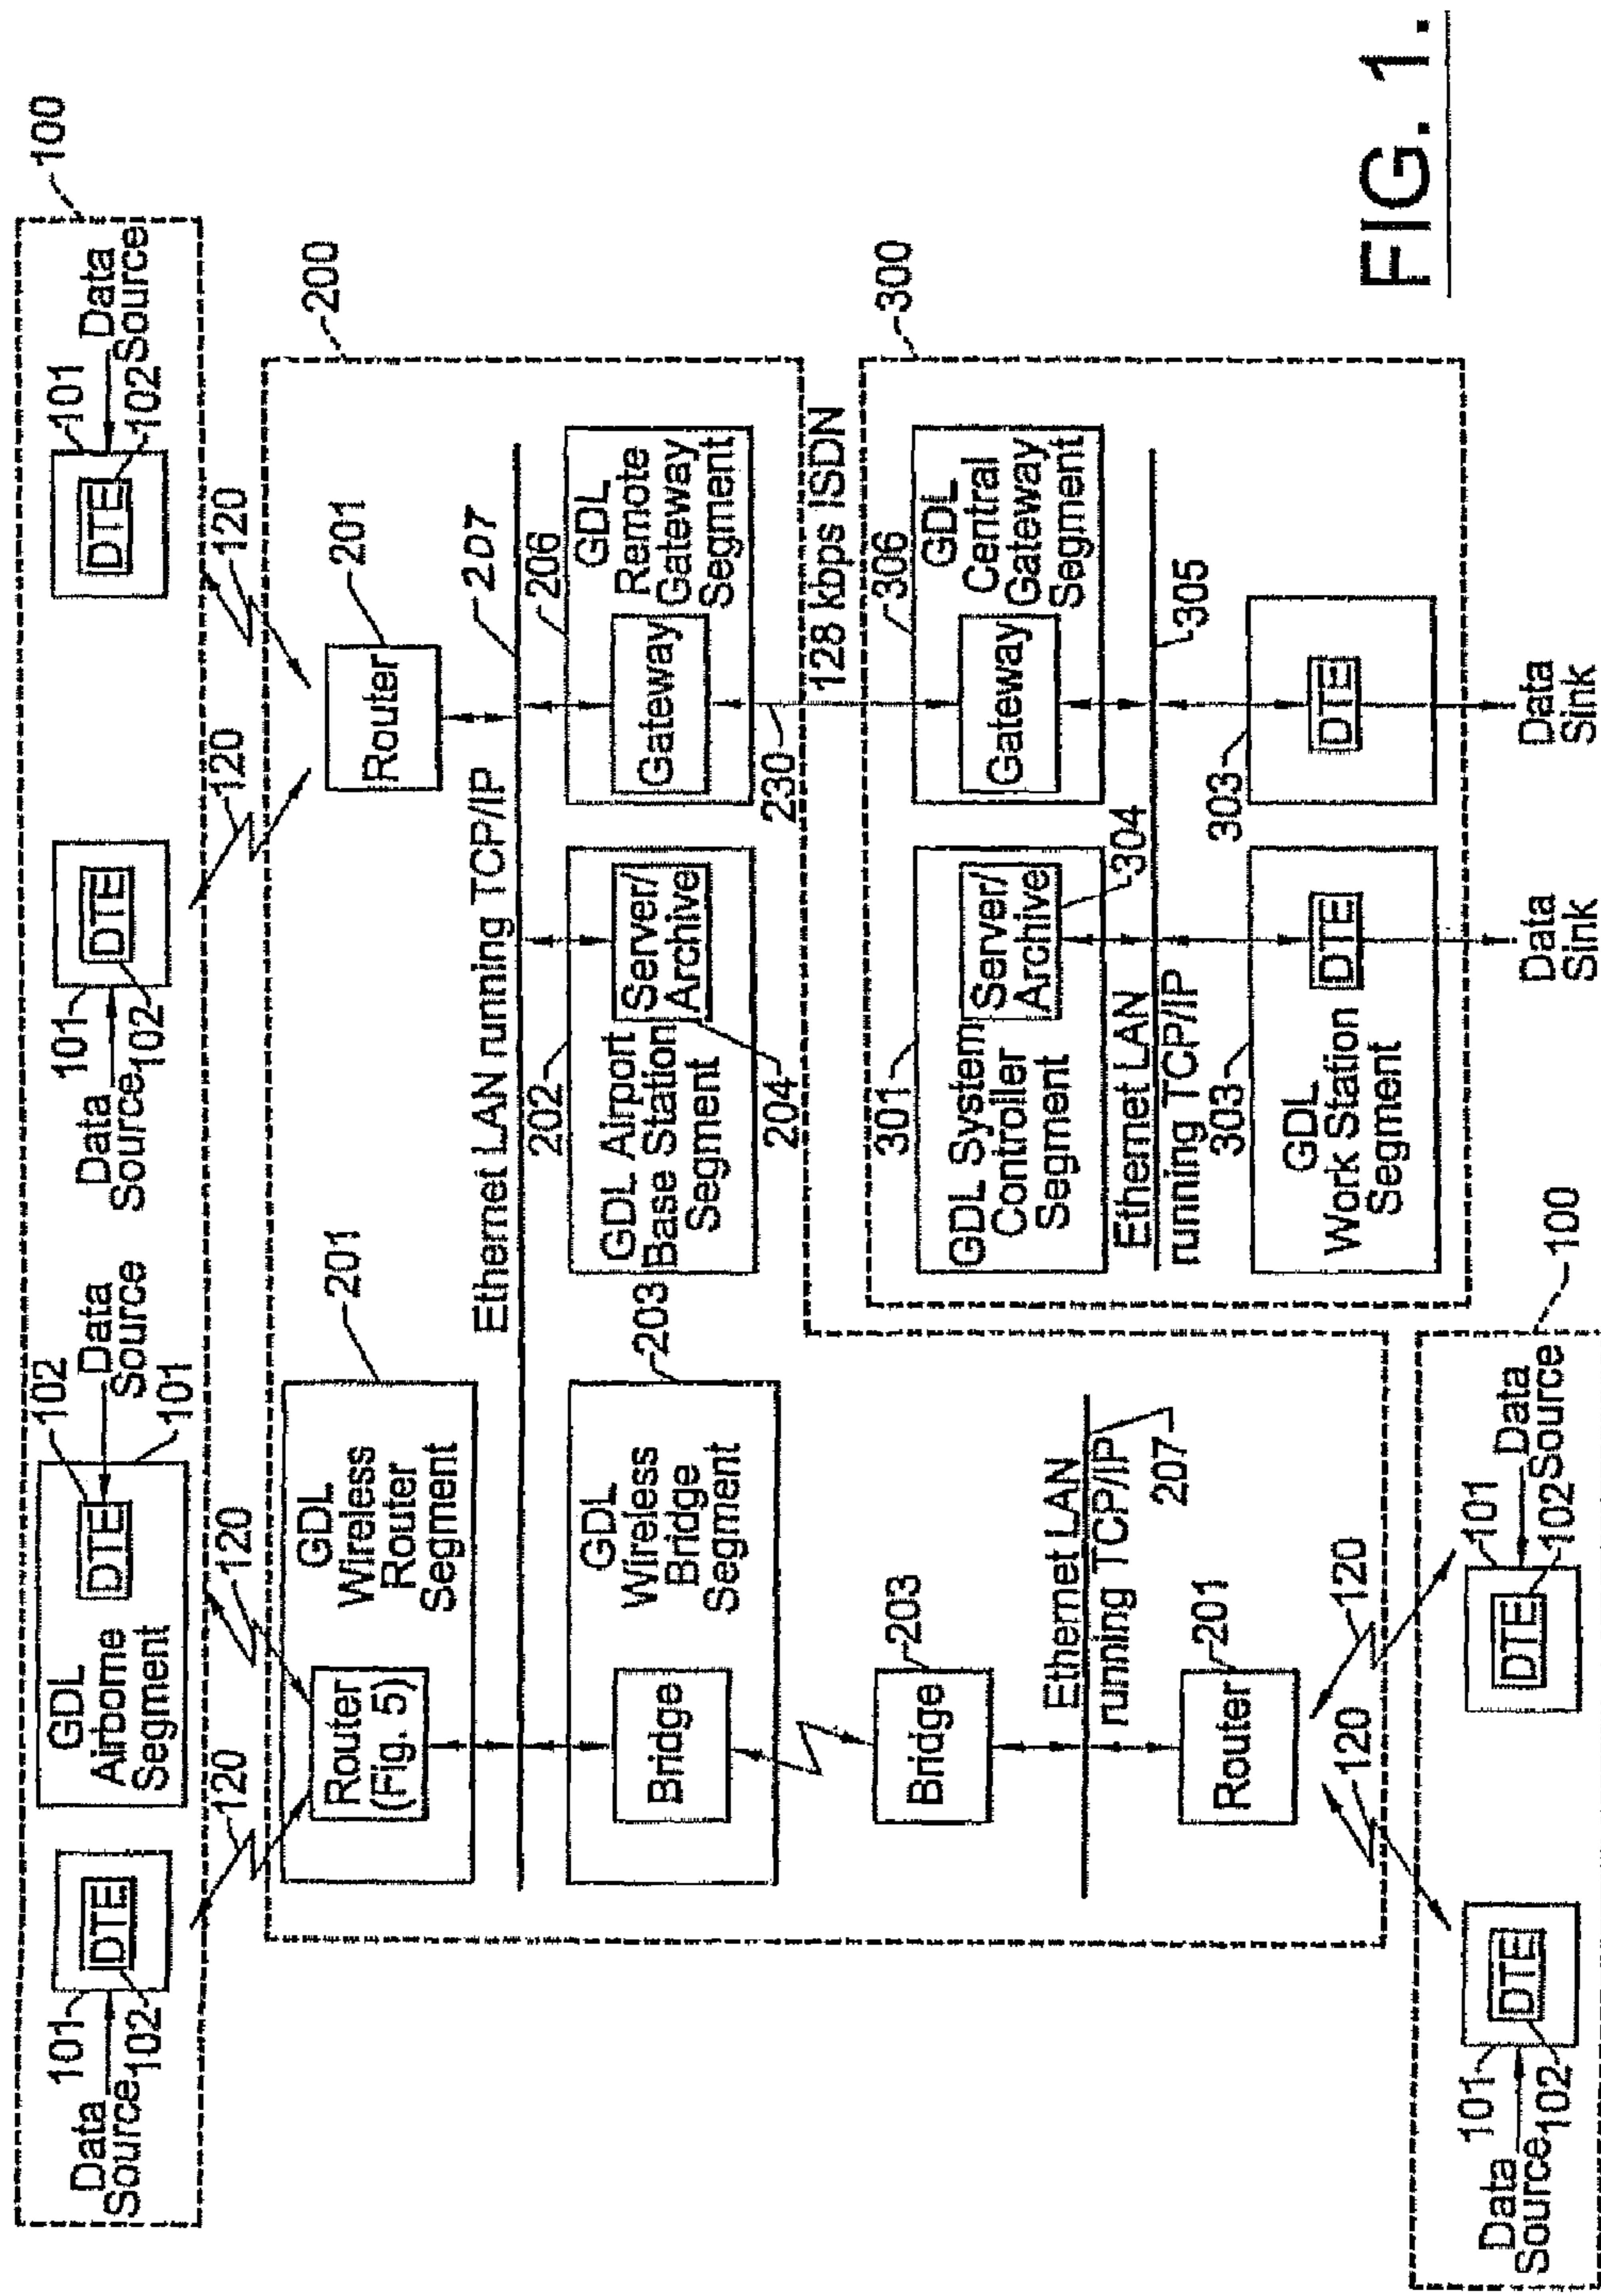 100
Data
Source
101
102
DTE
GDL
Airborne
Segment
DTE
102
Data
Source
101
Data
Source
101
102
DTE
101
DTE
Data
Source
102
120
120
120
120
200
Router
(Fig. 5)
GDL
Wireless
Router
Segment
201
Router
201
Ethernet LAN running TCP/IP
207
Bridge
GDL
Wireless
Bridge
Segment
203
202
GDL Airport
Base Station
Segment
Server/
Archive
204
206
Gateway
GDL
Remote
Gateway
Segment
230
128 kbps ISDN
Bridge
203
Ethernet LAN
running TCP/IP
207
Router
201
120
120
300
301
GDL System
Controller
Segment
Server/
Archive
304
306
Gateway
GDL
Central
Gateway
Segment
Ethernet LAN
running TCP/IP
305
303
GDL
Work Station
Segment
DTE
303
DTE
Data
Sink
Data
Sink
100
Data
Source
101
102
DTE
DTE
101
Data
Source
102
FIG. 1.